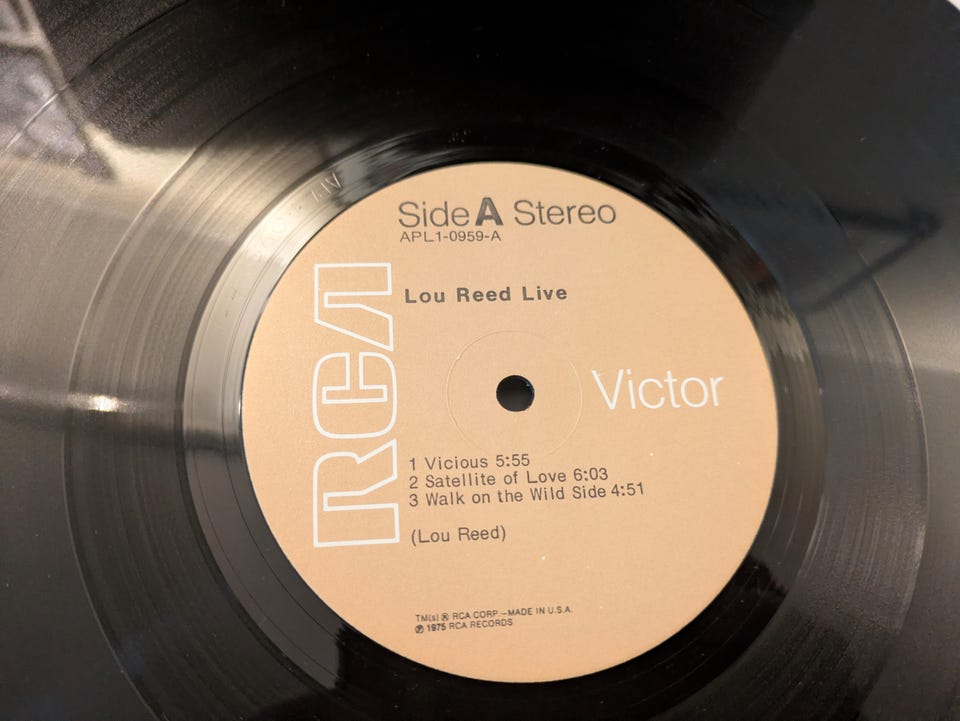 Side A Stereo
APL1-0959-A
RCA
Lou Reed Live
Victor
1 Vicious 5:55
2 Satellite of Love 6:03
3 Walk on the Wild Side 4:51
(Lou Reed)
TM(s) ® RCA CORP.—MADE IN U.S.A.
℗ 1975 RCA RECORDS